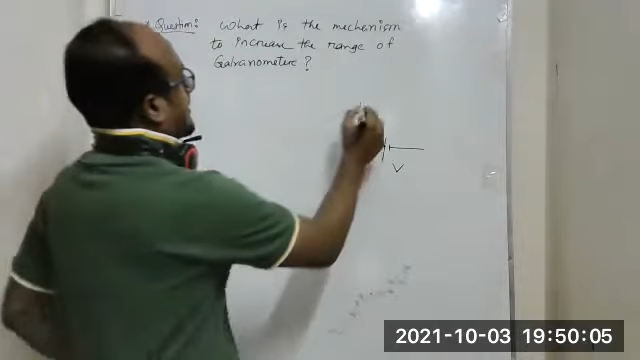 Question: What is the mechanism
to increase the range of
Galvanometer?
V
2021-10-03 19:50:05